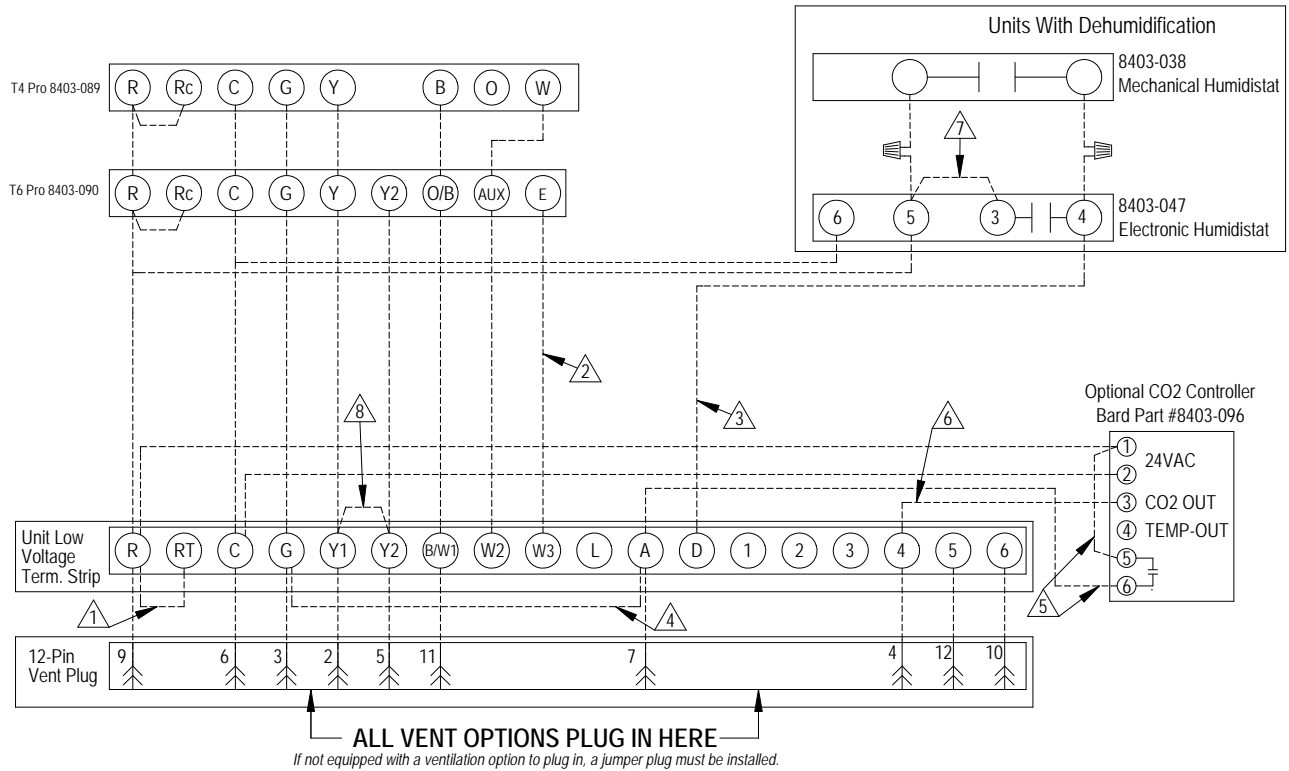 Units With Dehumidification
8403-038
Mechanical Humidistat
T4 Pro 8403-089
R Rc C G Y B O W
7
T6 Pro 8403-090
R Rc C G Y Y2 O/B AUX E
6 5 3 4
8403-047
Electronic Humidistat
2
3
8
6
Optional CO2 Controller
Bard Part #8403-096
1
24VAC
2
3 CO2 OUT
4 TEMP-OUT
5
6
5
Unit Low
Voltage
Term. Strip
R RT C G Y1 Y2 B/W1 W2 W3 L A D 1 2 3 4 5 6
1
4
12-Pin
Vent Plug
9 6 3 2 5 11 7 4 12 10
ALL VENT OPTIONS PLUG IN HERE
If not equipped with a ventilation option to plug in, a jumper plug must be installed.